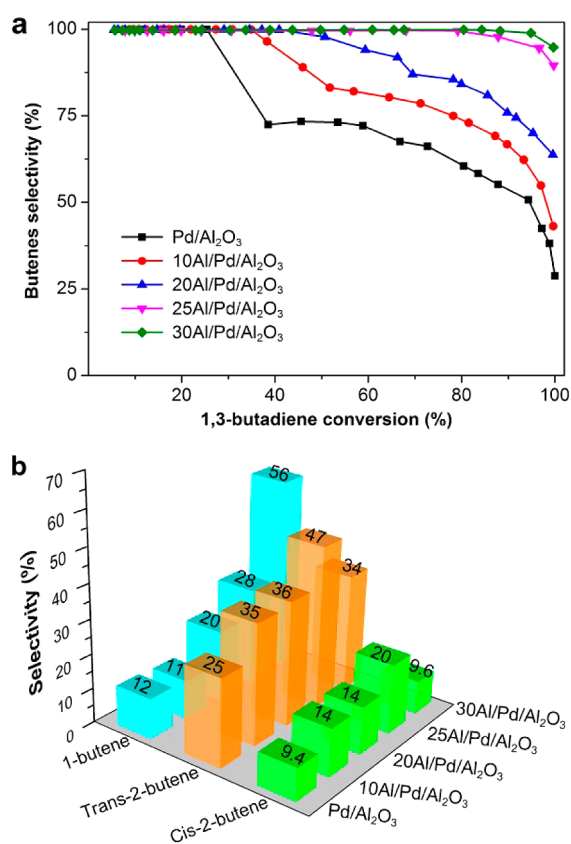 a
100
75
50
25
0
Butenes selectivity (%)
Pd/Al₂O₃
10Al/Pd/Al₂O₃
20Al/Pd/Al₂O₃
25Al/Pd/Al₂O₃
30Al/Pd/Al₂O₃
20 40 60 80 100
1,3-butadiene conversion (%)
b
70
60
50
40
30
20
10
0
Selectivity (%)
56
47
34
28
36
20
35
20
9.6
11
25
14
12
14
9.4
1-butene
Trans-2-butene
Cis-2-butene
30Al/Pd/Al₂O₃
25Al/Pd/Al₂O₃
20Al/Pd/Al₂O₃
10Al/Pd/Al₂O₃
Pd/Al₂O₃